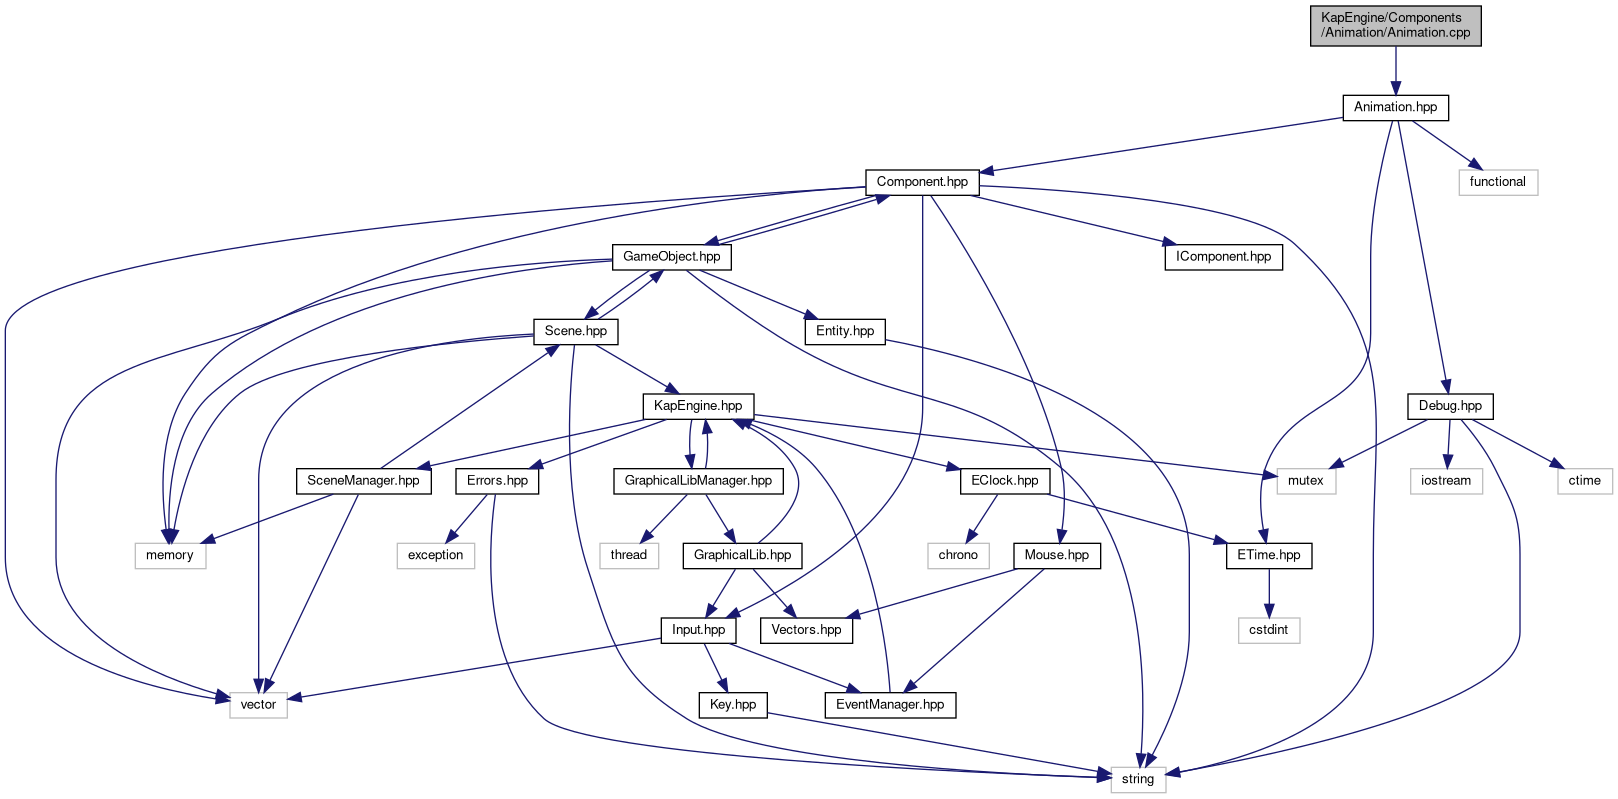 KapEngine/Components
/Animation/Animation.cpp
Animation.hpp
Component.hpp
functional
GameObject.hpp
IComponent.hpp
Scene.hpp
Entity.hpp
KapEngine.hpp
Debug.hpp
SceneManager.hpp
Errors.hpp
GraphicalLibManager.hpp
EClock.hpp
mutex
iostream
ctime
memory
exception
thread
GraphicalLib.hpp
chrono
Mouse.hpp
ETime.hpp
Input.hpp
Vectors.hpp
cstdint
vector
Key.hpp
EventManager.hpp
string